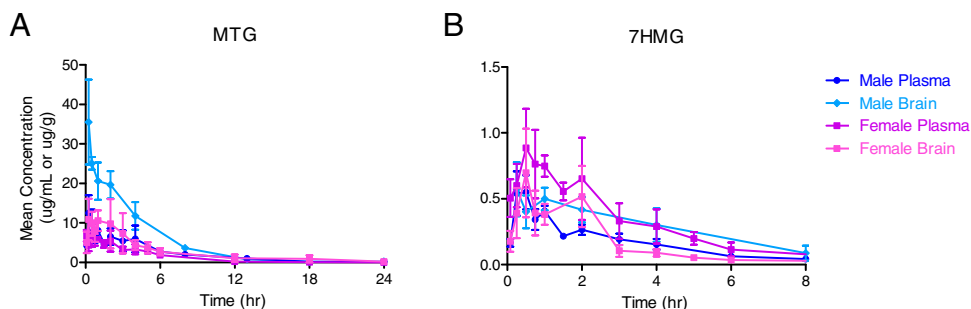 A
MTG
Mean Concentration
(ug/mL or ug/g)
50
40
30
20
10
0
0
6
12
18
24
Time (hr)
B
7HMG
1.5
1.0
0.5
0.0
0
2
4
6
8
Time (hr)
Male Plasma
Male Brain
Female Plasma
Female Brain